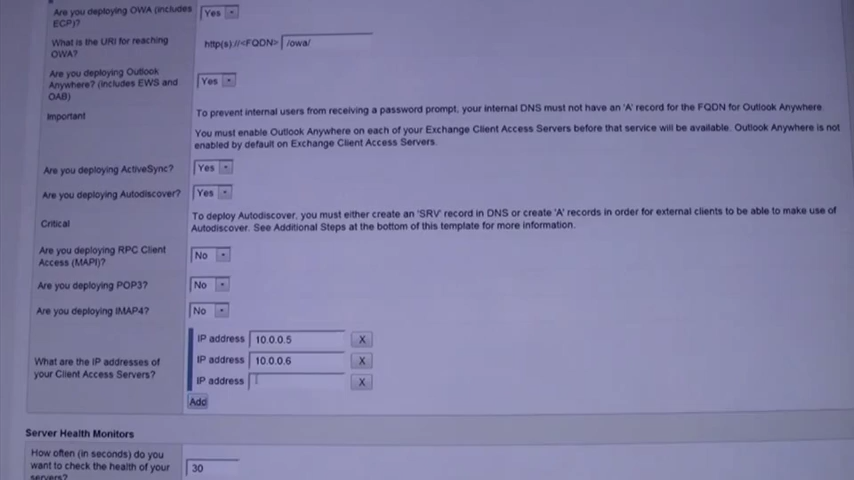 Are you deploying OWA (includes
ECP)?
Yes
What is the URI for reaching
OWA?
http(s)://<FQDN> /owa/
Are you deploying Outlook
Anywhere? (includes EWS and
OAB)
Yes
Important
To prevent internal users from receiving a password prompt, your internal DNS must not have an 'A' record for the FQDN for Outlook Anywhere.
You must enable Outlook Anywhere on each of your Exchange Client Access Servers before that service will be available. Outlook Anywhere is not
enabled by default on Exchange Client Access Servers.
Are you deploying ActiveSync?
Yes
Are you deploying Autodiscover?
Yes
Critical
To deploy Autodiscover, you must either create an 'SRV' record in DNS or create 'A' records in order for external clients to be able to make use of
Autodiscover. See Additional Steps at the bottom of this template for more information.
Are you deploying RPC Client
Access (MAPI)?
No
Are you deploying POP3?
No
Are you deploying IMAP4?
No
What are the IP addresses of
your Client Access Servers?
IP address 10.0.0.5 X
IP address 10.0.0.6 X
IP address X
Add
Server Health Monitors
How often (in seconds) do you
want to check the health of your
servers?
30